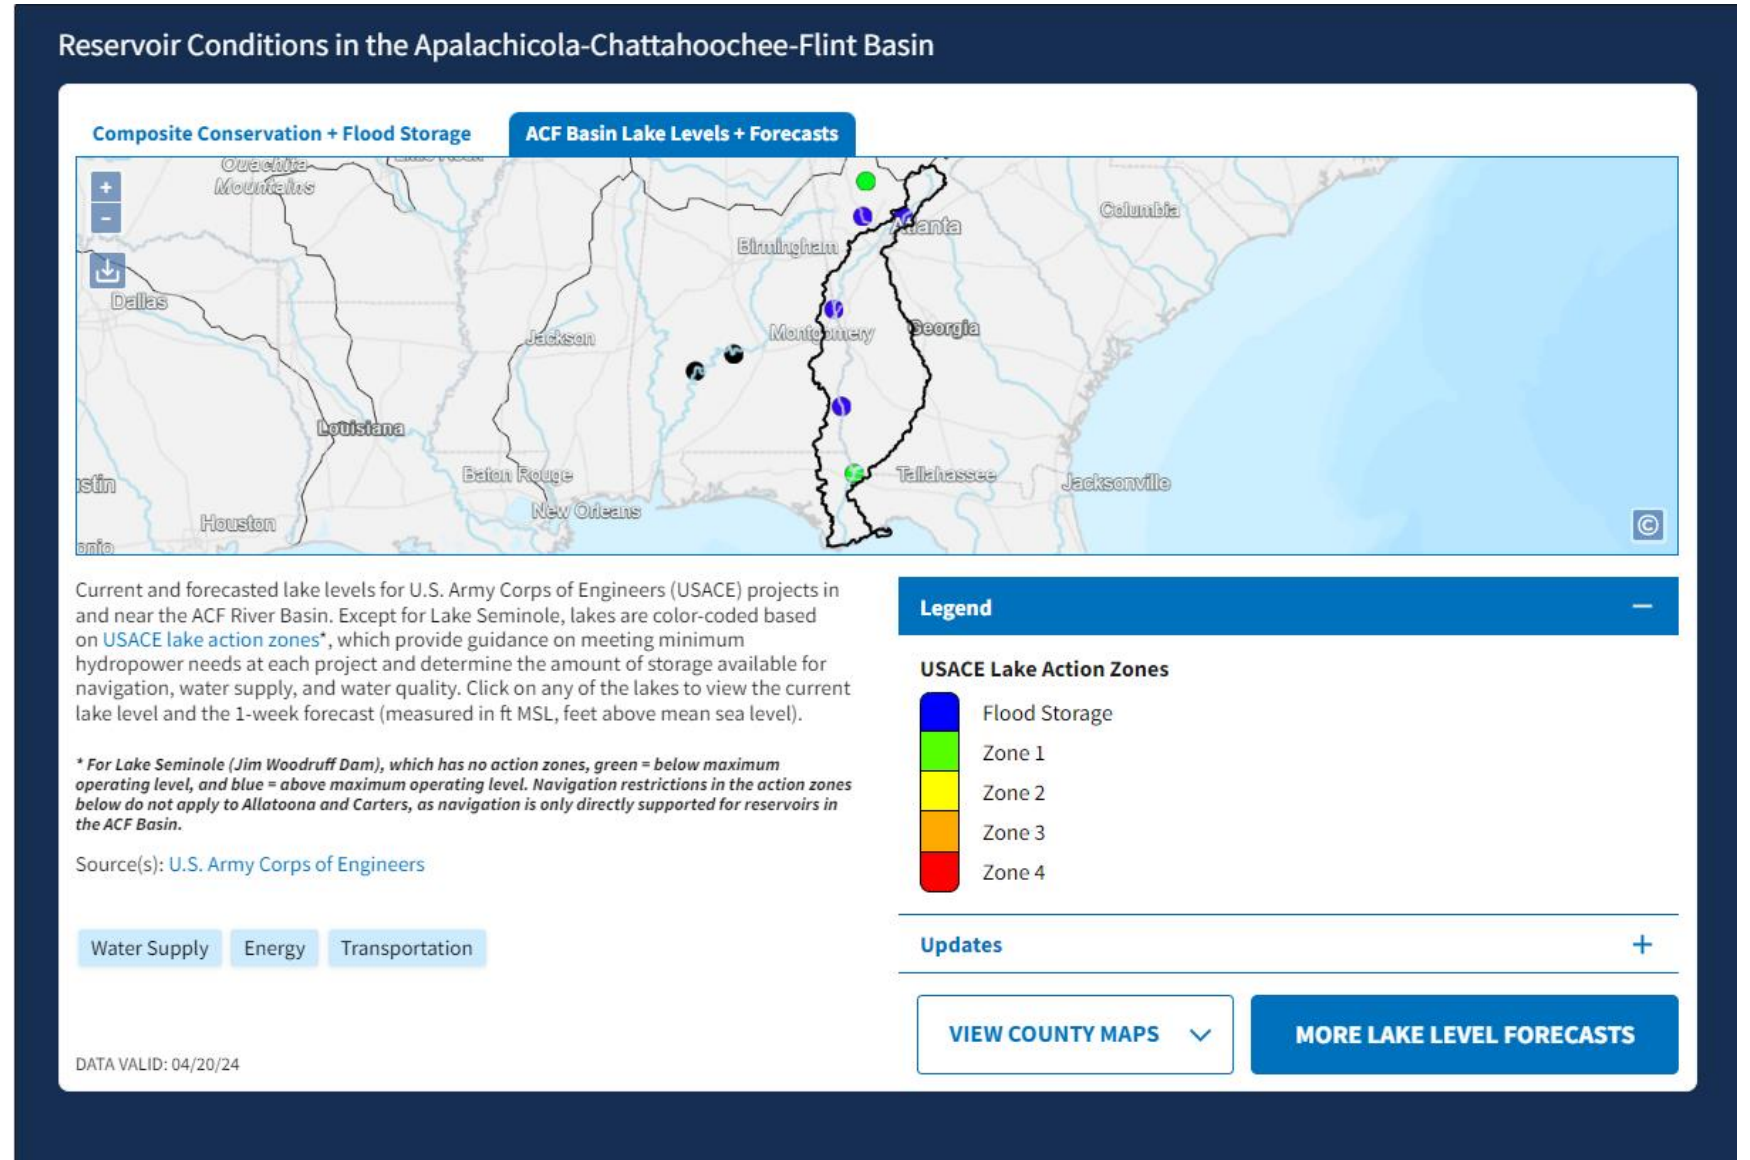 Reservoir Conditions in the Apalachicola-Chattahoochee-Flint Basin
Composite Conservation + Flood Storage
ACF Basin Lake Levels + Forecasts
Ouachita
Mountains
+
-
Columbia
Atlanta
Birmingham
Dallas
Jackson
Montgomery
Georgia
Louisiana
Baton Rouge
Tallahassee
Jacksonville
stin
New Orleans
Houston
onio
©
Current and forecasted lake levels for U.S. Army Corps of Engineers (USACE) projects in
and near the ACF River Basin. Except for Lake Seminole, lakes are color-coded based
on USACE lake action zones*, which provide guidance on meeting minimum
hydropower needs at each project and determine the amount of storage available for
navigation, water supply, and water quality. Click on any of the lakes to view the current
lake level and the 1-week forecast (measured in ft MSL, feet above mean sea level).
* For Lake Seminole (Jim Woodruff Dam), which has no action zones, green = below maximum
operating level, and blue = above maximum operating level. Navigation restrictions in the action zones
below do not apply to Allatoona and Carters, as navigation is only directly supported for reservoirs in
the ACF Basin.
Source(s): U.S. Army Corps of Engineers
Water Supply
Energy
Transportation
DATA VALID: 04/20/24
Legend
USACE Lake Action Zones
Flood Storage
Zone 1
Zone 2
Zone 3
Zone 4
Updates
+
VIEW COUNTY MAPS
MORE LAKE LEVEL FORECASTS